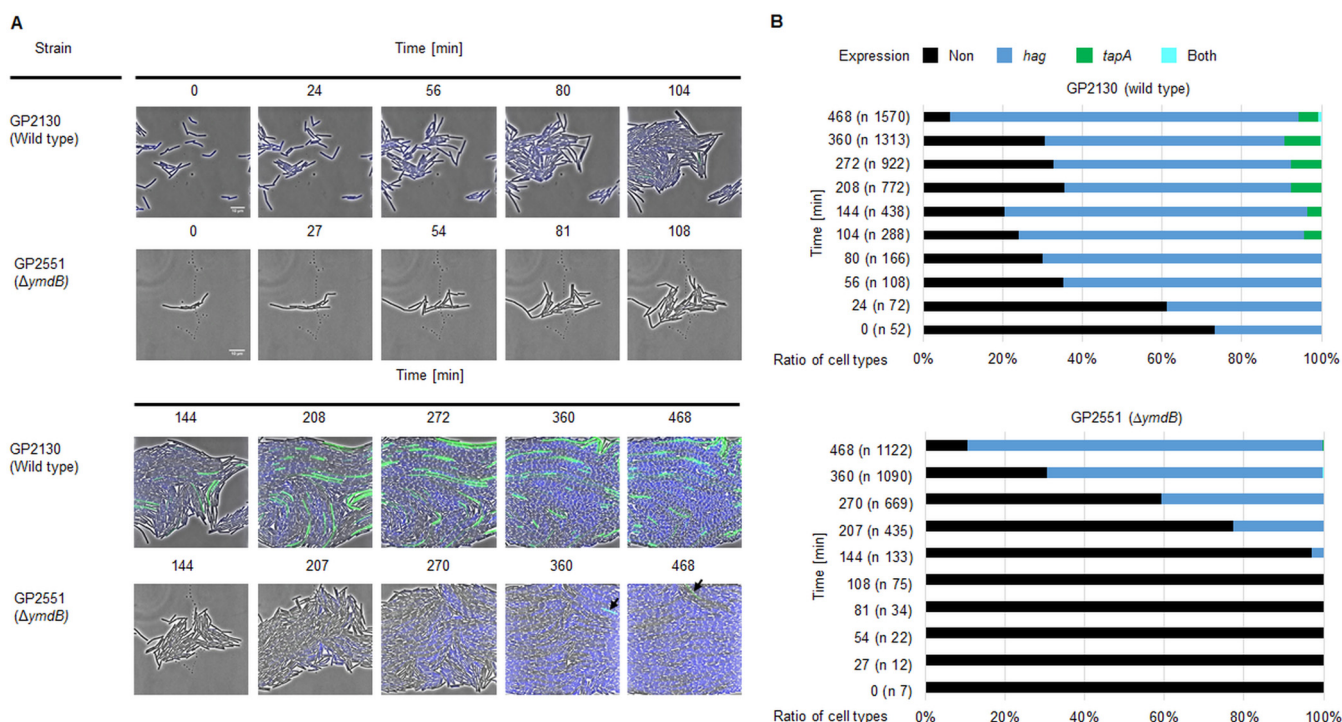 A
Strain
Time [min]
0 24 56 80 104
GP2130
(Wild type)
10 µm
0 27 54 81 108
GP2551
(ΔymdB)
10 µm
Time [min]
144 208 272 360 468
GP2130
(Wild type)
144 207 270 360 468
GP2551
(ΔymdB)
B
Expression Non hag tapA Both
GP2130 (wild type)
Time [min]
468 (n 1570)
360 (n 1313)
272 (n 922)
208 (n 772)
144 (n 438)
104 (n 288)
80 (n 166)
56 (n 108)
24 (n 72)
0 (n 52)
Ratio of cell types 0% 20% 40% 60% 80% 100%
GP2551 (ΔymdB)
Time [min]
468 (n 1122)
360 (n 1090)
270 (n 669)
207 (n 435)
144 (n 133)
108 (n 75)
81 (n 34)
54 (n 22)
27 (n 12)
0 (n 7)
Ratio of cell types 0% 20% 40% 60% 80% 100%